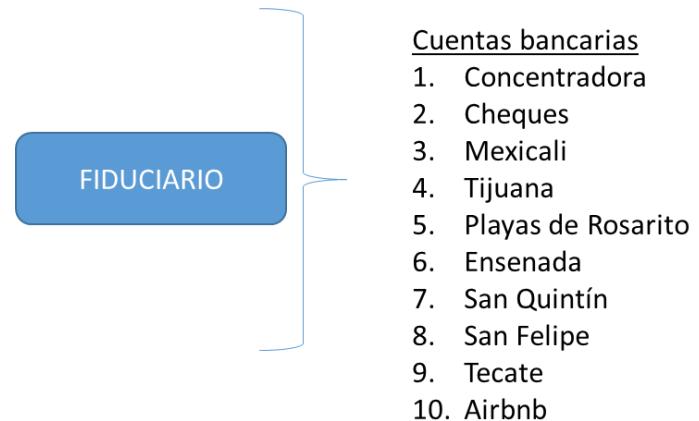 FIDUCIARIO
Cuentas bancarias
1. Concentradora
2. Cheques
3. Mexicali
4. Tijuana
5. Playas de Rosarito
6. Ensenada
7. San Quintín
8. San Felipe
9. Tecate
10. Airbnb